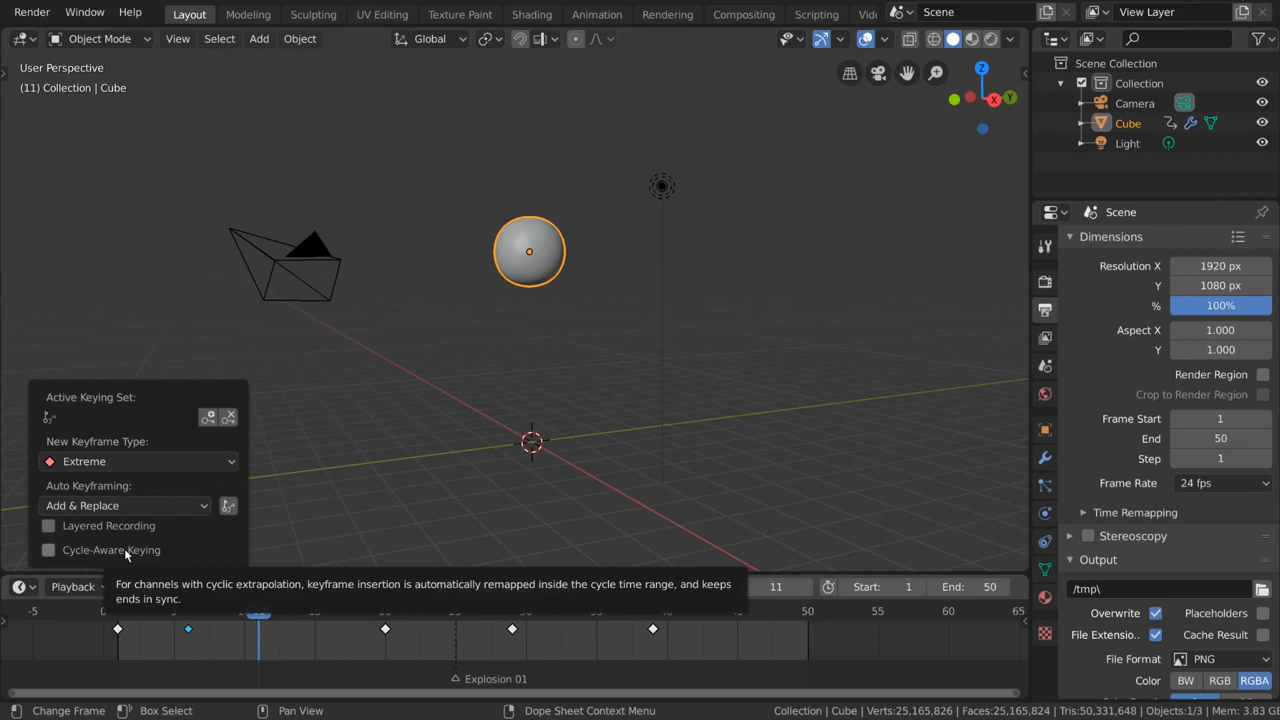 Render Window Help Layout Modeling Sculpting UV Editing Texture Paint Shading Animation Rendering Compositing Scripting Scene View Layer
Object Mode View Select Add Object Global
User Perspective
(11) Collection | Cube
Z
X
Y
Scene Collection
Collection
Camera
Cube
Light
Scene
Dimensions
Resolution X 1920 px
Y 1080 px
% 100%
Aspect X 1.000
Y 1.000
Render Region
Crop to Render Region
Frame Start 1
End 50
Step 1
Frame Rate 24 fps
Time Remapping
Stereoscopy
Output
/tmp\
Overwrite Placeholders
File Extensio.. Cache Result
File Format PNG
Color BW RGB RGBA
Active Keying Set:
New Keyframe Type:
Extreme
Auto Keyframing:
Add & Replace
Layered Recording
Cycle-Aware Keying
For channels with cyclic extrapolation, keyframe insertion is automatically remapped inside the cycle time range, and keeps
ends in sync.
Playback 11 Start: 1 End: 50
-5 50 55 60 65
Explosion 01
Change Frame Box Select Pan View Dope Sheet Context Menu Collection | Cube | Verts:25,165,826 | Faces:25,165,824 | Tris:50,331,648 | Objects:1/3 | Mem: 3.83 G